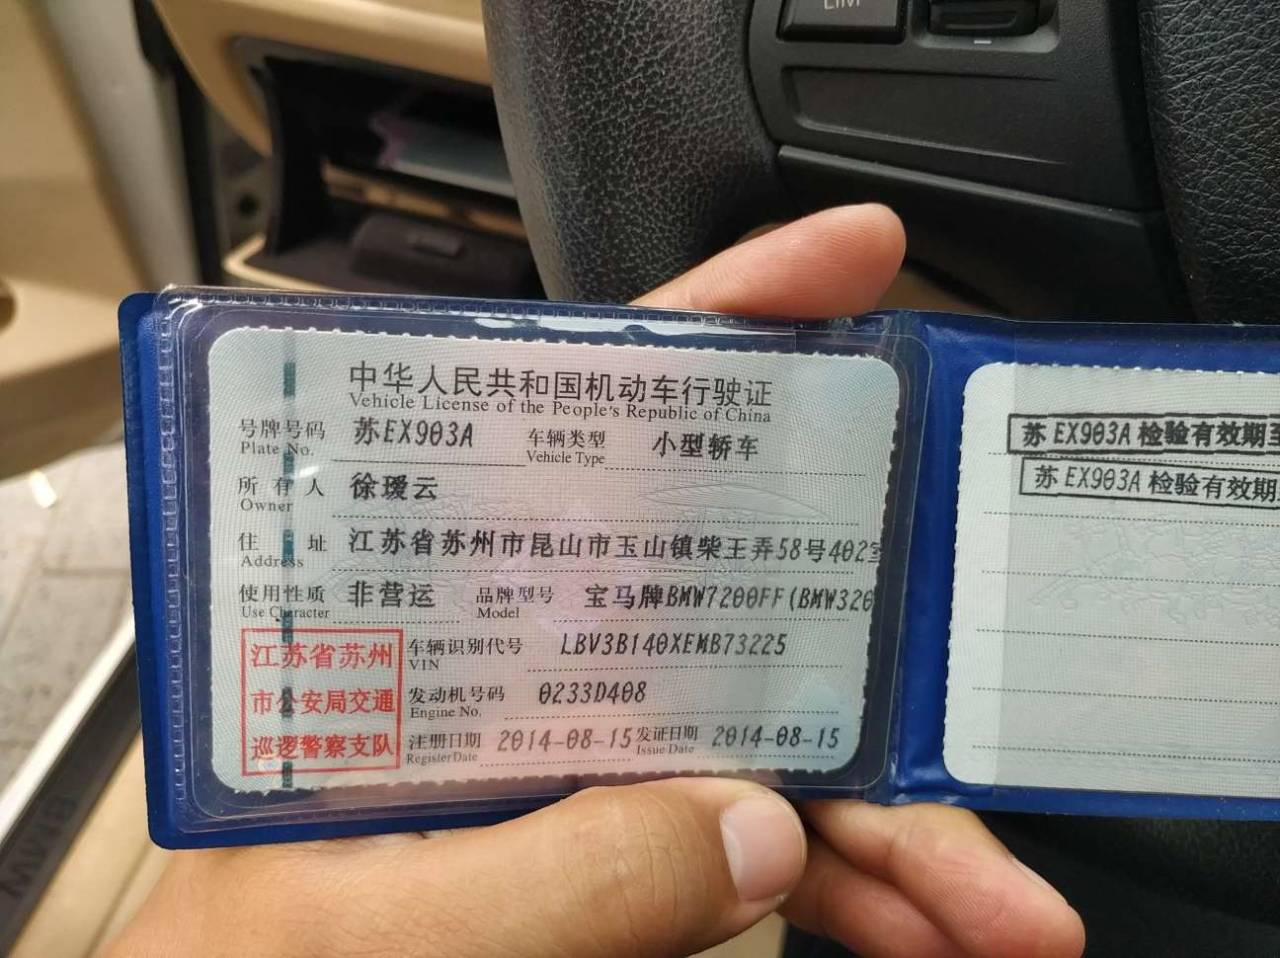 LIM
中华人民共和国机动车行驶证
Vehicle License of the People's Republic of China
号牌号码 苏EX903A 车辆类型 小型轿车
Plate No. Vehicle Type
所有人 徐瑷云
Owner
住址 江苏省苏州市昆山市玉山镇柴王弄58号402室
Address
使用性质 非营运 品牌型号 宝马牌BMW7200FF(BMW320
Use Character Model
江苏省苏州
市公安局交通
巡逻警察支队
车辆识别代号 LBV3B140XEMB73225
VIN
发动机号码 0233D408
Engine No.
注册日期 2014-08-15 发证日期 2014-08-15
Register Date Issue Date
苏EX903A检验有效期至
苏EX903A检验有效期至
BMW